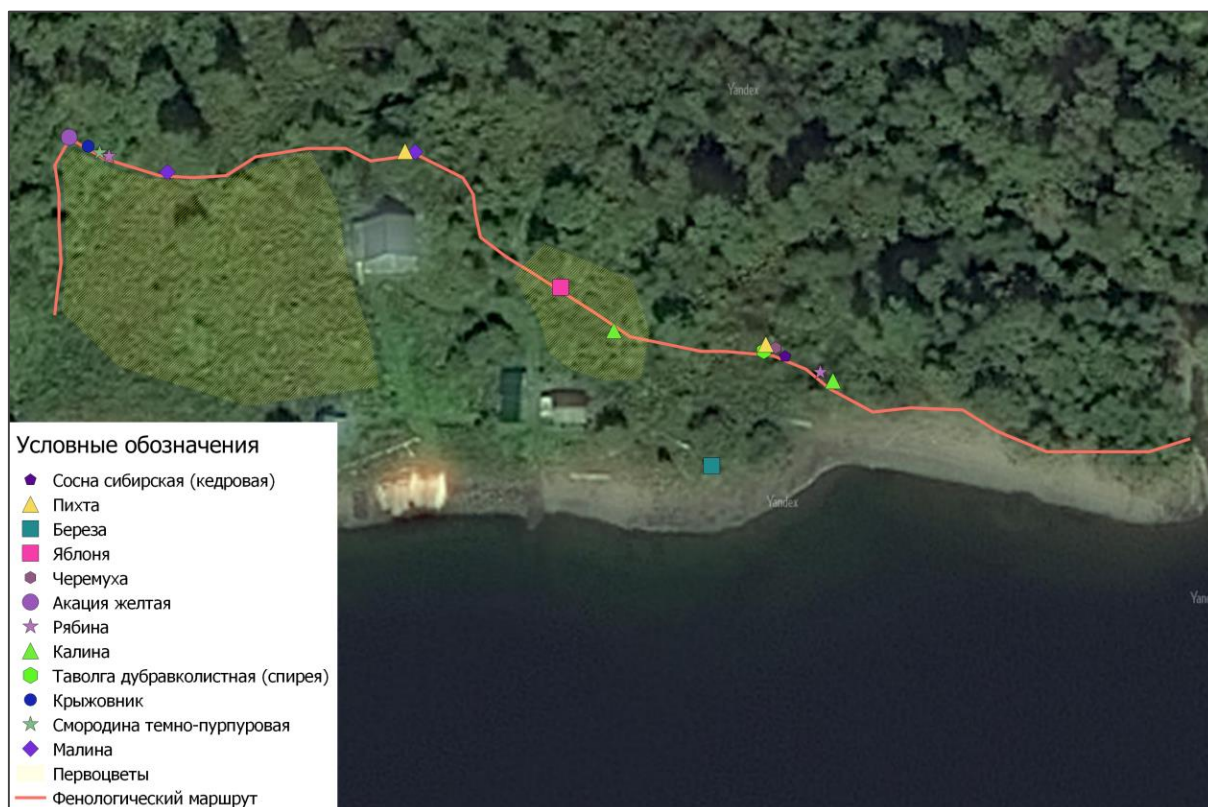 Yandex
Условные обозначения
Сосна сибирская (кедровая)
Пихта
Береза
Яблоня
Черемуха
Акация желтая
Рябина
Калина
Таволга дубравколистная (спирея)
Крыжовник
Смородина темно-пурпуровая
Малина
Первоцветы
Фенологический маршрут
Yandex
Yand